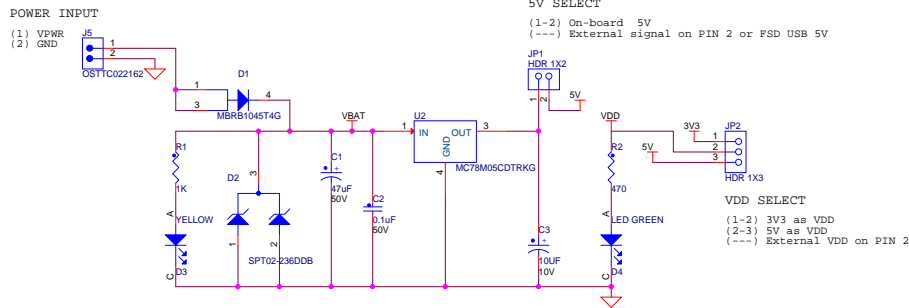 5V SELECT
POWER INPUT
(1) VPWR
(2) GND
J5
1
2
OSTTC022162
(1-2) On-board 5V
(---) External signal on PIN 2 or FSD USB 5V
JP1
HDR 1X2
1
2
5V
D1
1
3
4
MBRB1045T4G
VBAT
U2
1
IN
OUT
3
GND
4
MC78M05CDTRKG
VDD
3V3
5V
JP2
1
2
3
HDR 1X3
R1
1K
D2
3
1
2
SPT02-236DDB
C1
47uF
50V
C2
0.1uF
50V
R2
470
VDD SELECT
(1-2) 3V3 as VDD
(2-3) 5V as VDD
(---) External VDD on PIN 2
A
YELLOW
C
D3
C3
10UF
10V
A
LED GREEN
C
D4